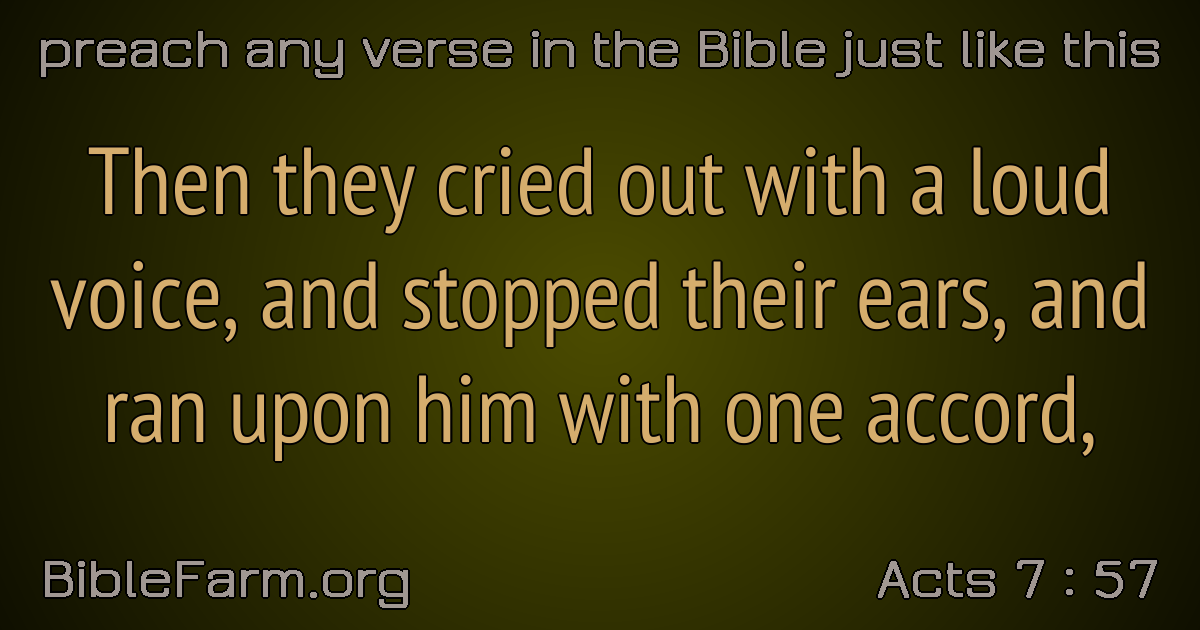 preach any verse in the Bible just like this
Then they cried out with a loud
voice, and stopped their ears, and
ran upon him with one accord,
BibleFarm.org
Acts 7 : 57